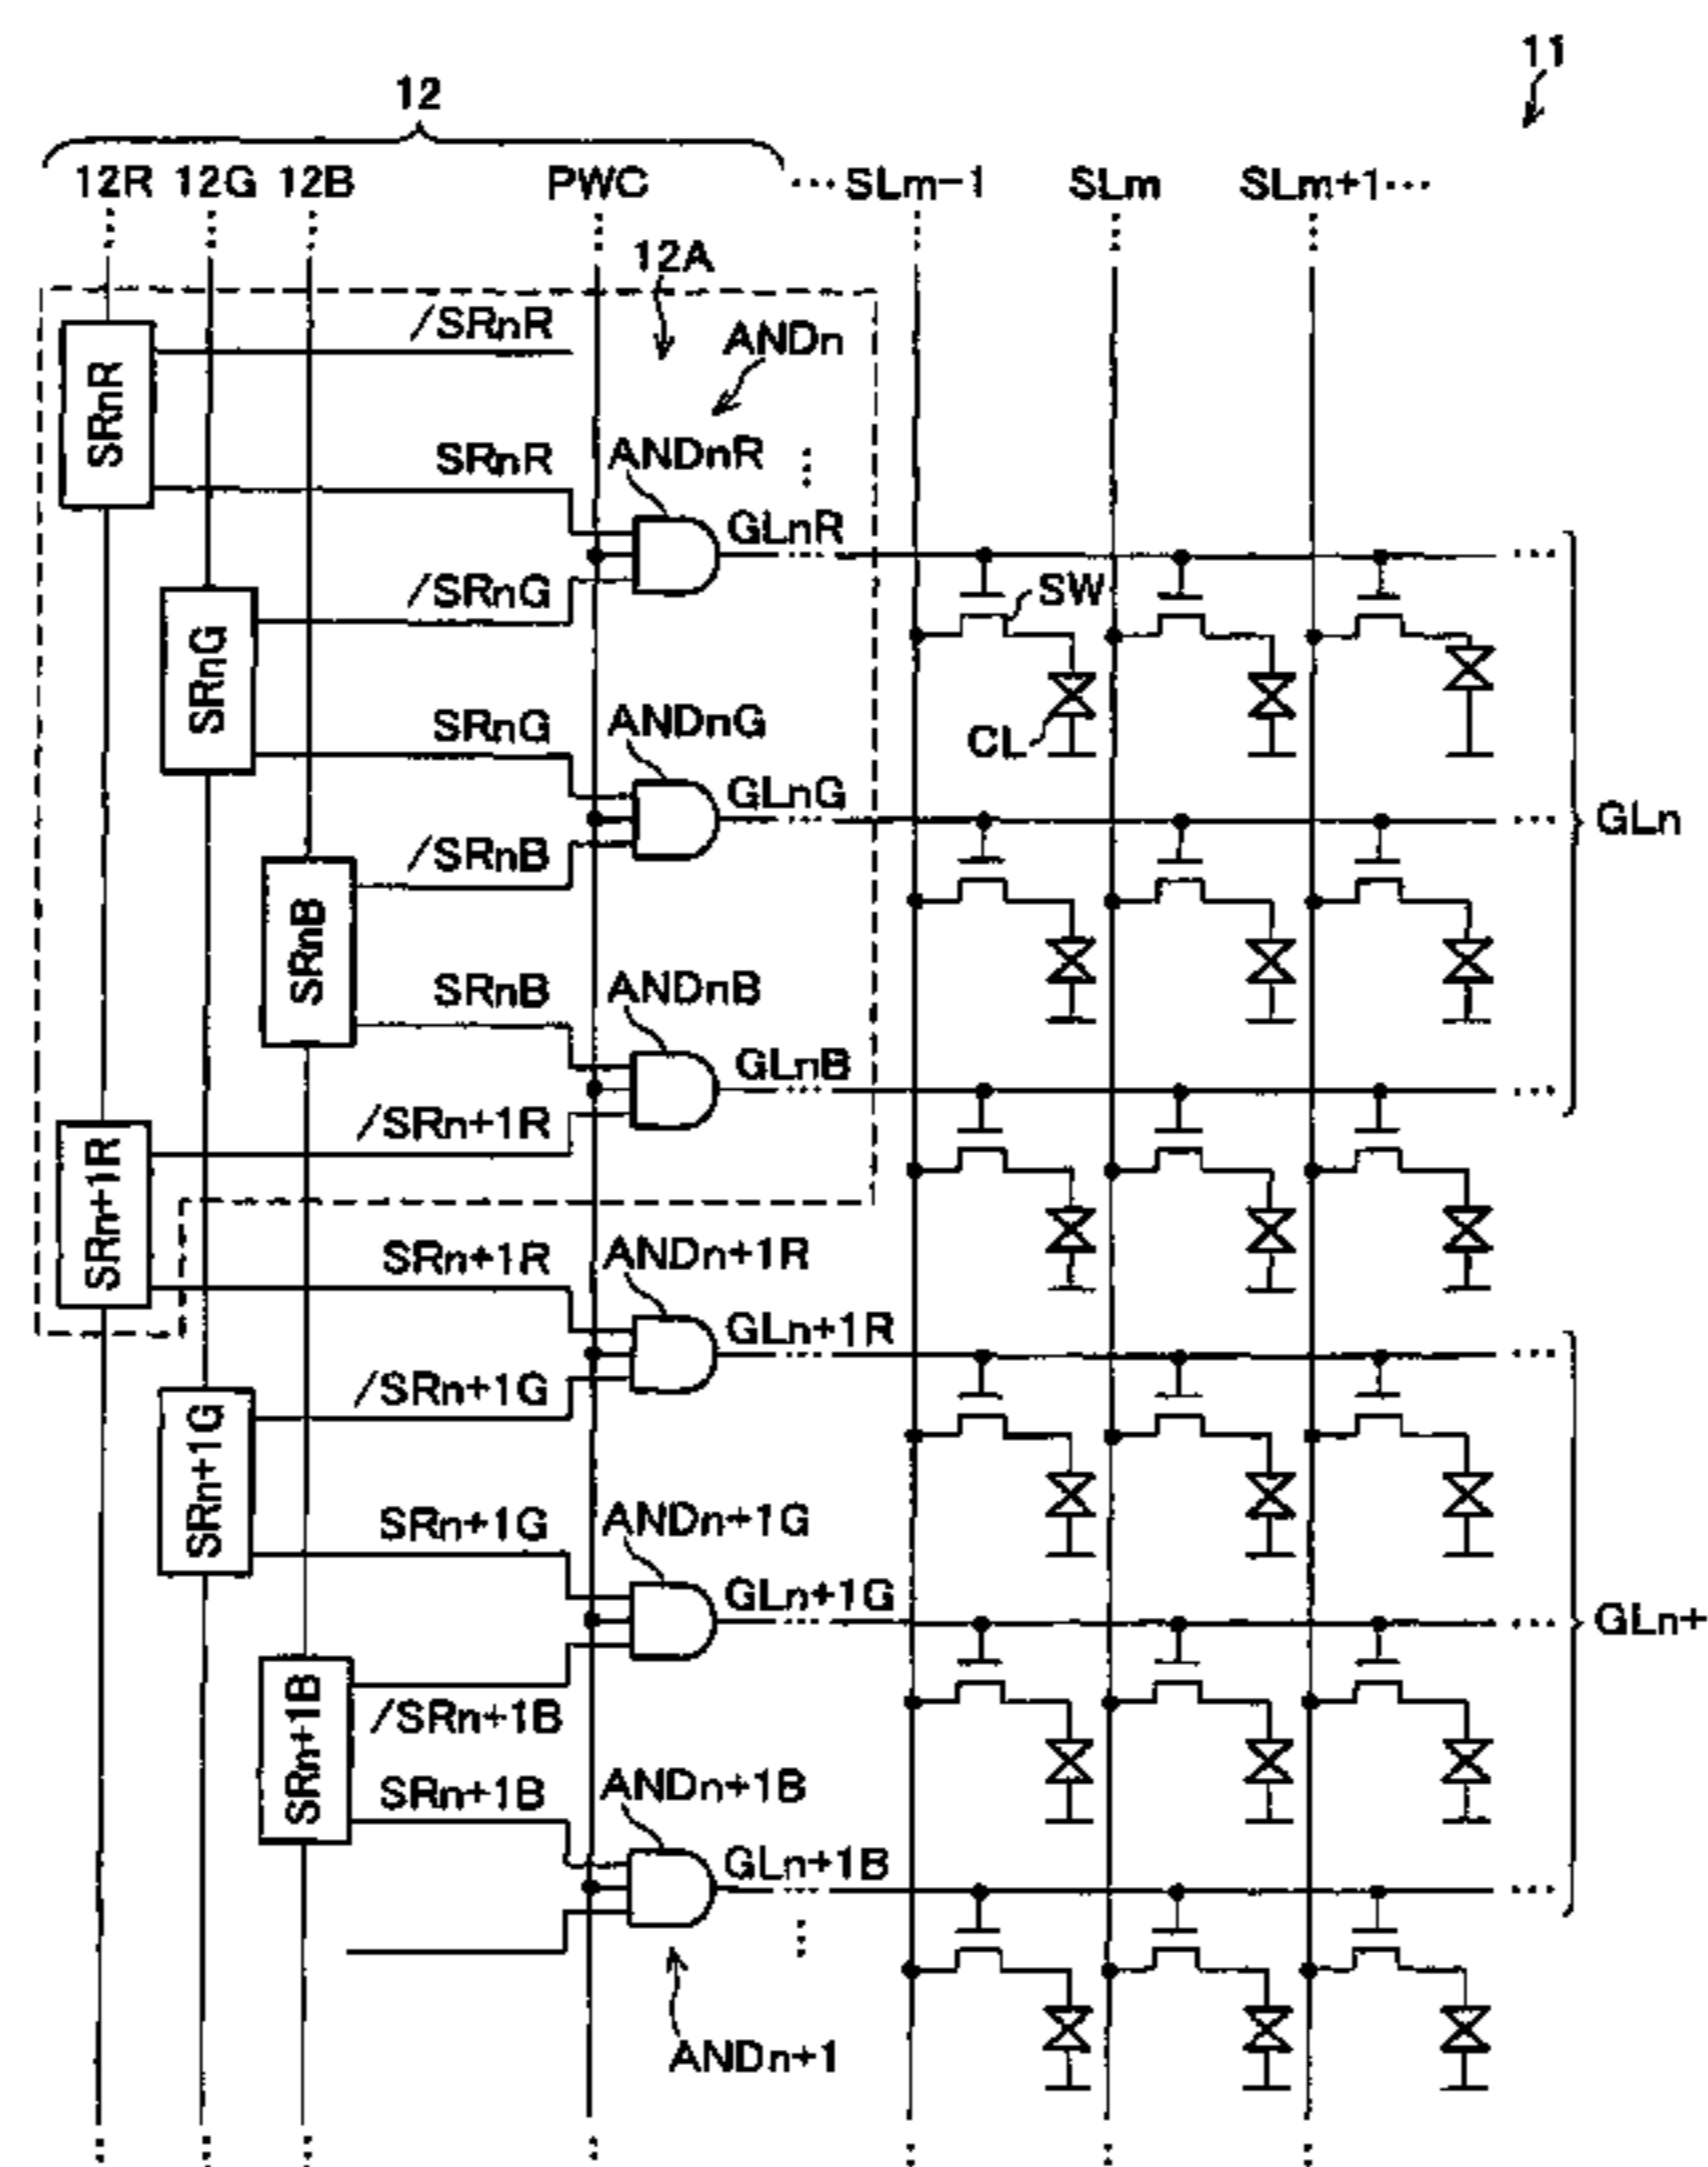 11
12
12R 12G 12B PWC ... SLm-1 SLm SLm+1...
12A
/SRnR
ANDn
SRnR
SRnR ANDnR
GLnR
/SRnG
SW
SRnG
SRnG ANDnG
CL
GLnG
GLn
/SRnB
SRnB
SRnB ANDnB
GLnB
/SRn+1R
SRn+1R
SRn+1R ANDn+1R
GLn+1R
/SRn+1G
SRn+1G
SRn+1G ANDn+1G
GLn+1G
GLn+
/SRn+1B
SRn+1B
SRn+1B ANDn+1B
GLn+1B
ANDn+1